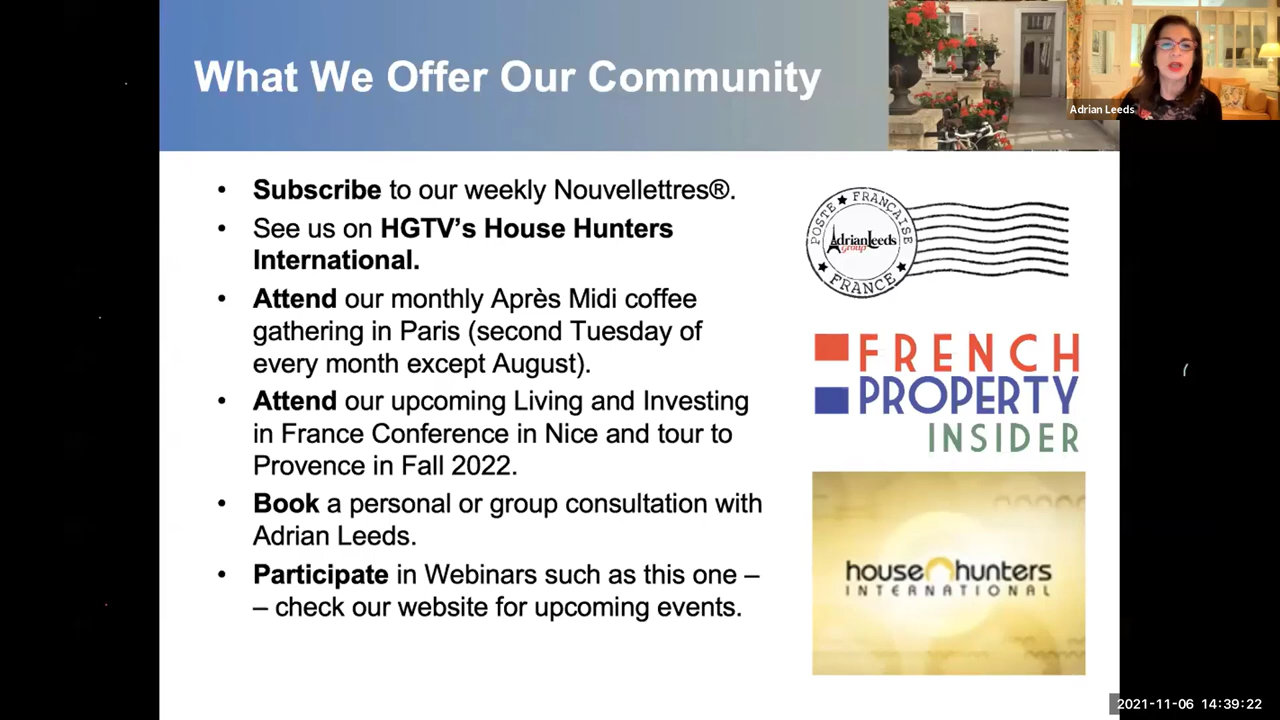 What We Offer Our Community
Adrian Leeds
• Subscribe to our weekly Nouvellettres®.
• See us on HGTV's House Hunters
International.
• Attend our monthly Après Midi coffee
gathering in Paris (second Tuesday of
every month except August).
• Attend our upcoming Living and Investing
in France Conference in Nice and tour to
Provence in Fall 2022.
• Book a personal or group consultation with
Adrian Leeds.
• Participate in Webinars such as this one –
– check our website for upcoming events.
POSTE FRANÇAISE
AdrianLeeds
Group
FRANCE
FRENCH
PROPERTY
INSIDER
house hunters
INTERNATIONAL
2021-11-06 14:39:22